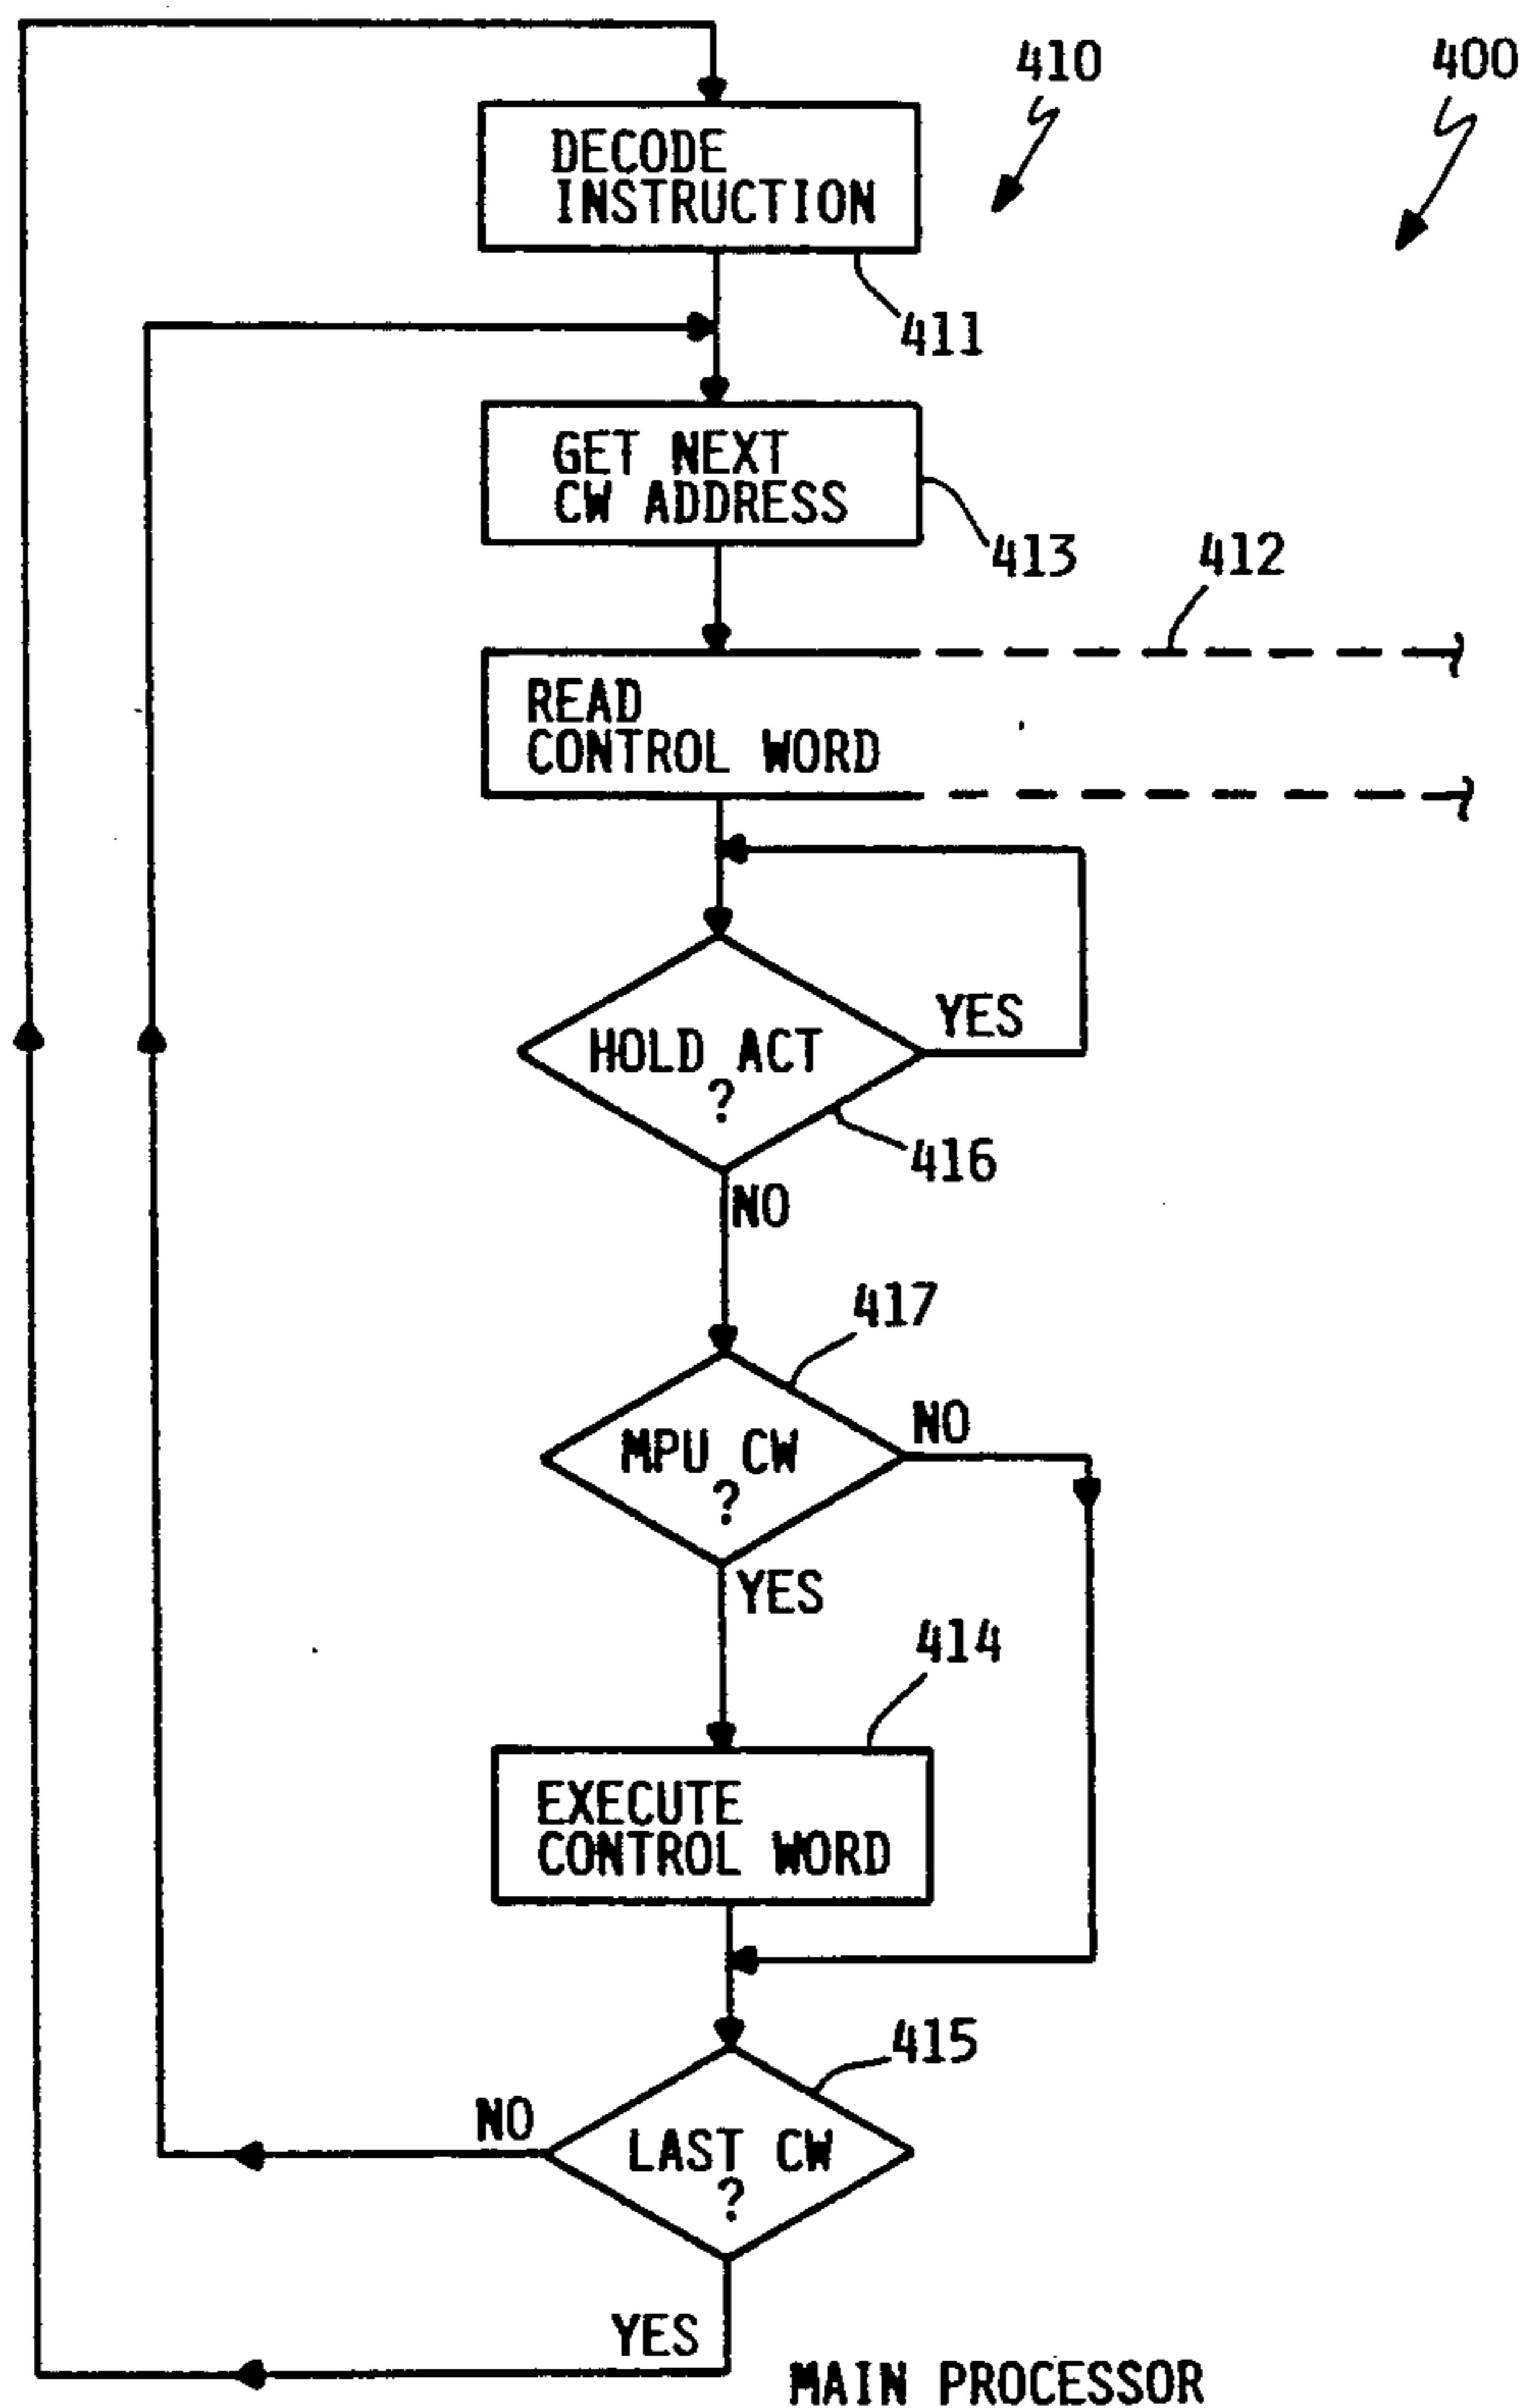 410
400
DECODE
INSTRUCTION
411
GET NEXT
CW ADDRESS
413
412
READ
CONTROL WORD
HOLD ACT
?
YES
416
NO
417
MPU CW
?
NO
YES
414
EXECUTE
CONTROL WORD
415
NO
LAST CW
?
YES
MAIN PROCESSOR